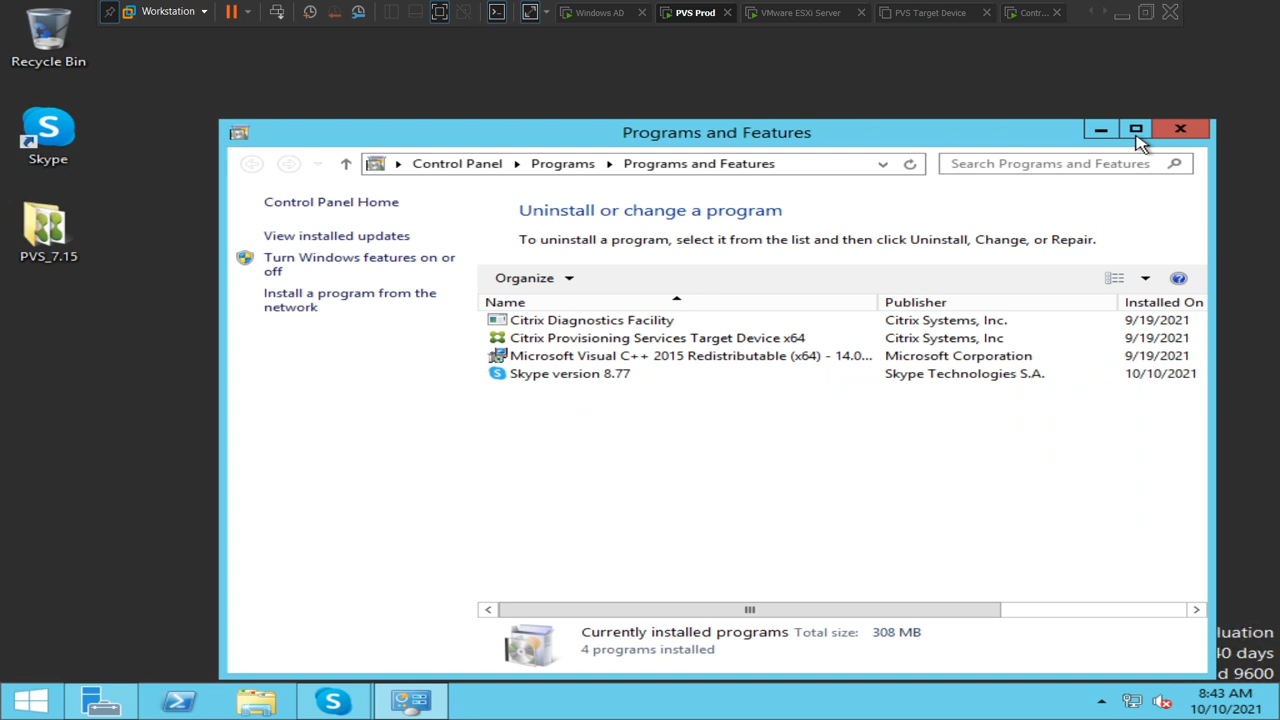 Workstation
Windows AD
PVS Prod
VMware ESXi Server
PVS Target Device
Contr...
Recycle Bin
Skype
PVS_7.15
Programs and Features
Control Panel
Programs
Programs and Features
Search Programs and Features
Control Panel Home
View installed updates
Turn Windows features on or
off
Install a program from the
network
Uninstall or change a program
To uninstall a program, select it from the list and then click Uninstall, Change, or Repair.
Organize
Name Publisher Installed On
Citrix Diagnostics Facility Citrix Systems, Inc. 9/19/2021
Citrix Provisioning Services Target Device x64 Citrix Systems, Inc 9/19/2021
Microsoft Visual C++ 2015 Redistributable (x64) - 14.0... Microsoft Corporation 9/19/2021
Skype version 8.77 Skype Technologies S.A. 10/10/2021
Currently installed programs Total size: 308 MB
4 programs installed
luation
40 days
d 9600
8:43 AM
10/10/2021